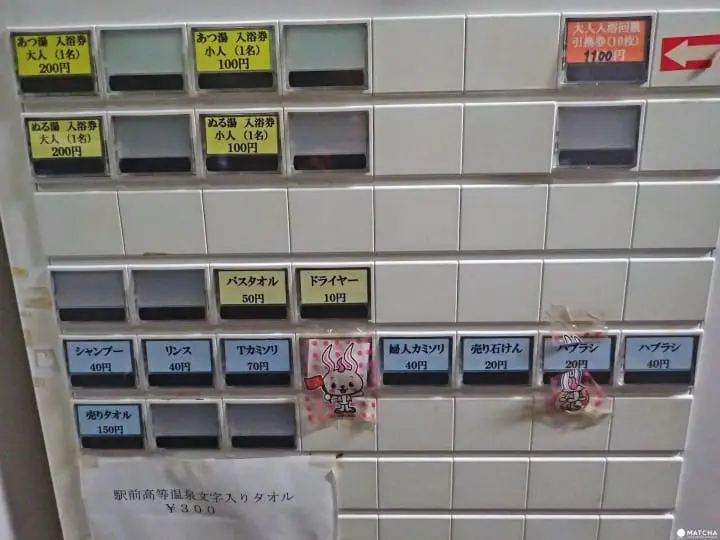 あつ湯 入浴券
大人 (1名)
200円
あつ湯 入浴券
小人 (1名)
100円
大人入浴回数
引換券(10枚)
1100円
ぬる湯 入浴券
大人 (1名)
200円
ぬる湯 入浴券
小人 (1名)
100円
バスタオル
50円
ドライヤー
10円
シャンプー
40円
リンス
40円
Tカミソリ
70円
婦人カミソリ
40円
売り石けん
20円
ハブラシ
20円
ハブラシ
40円
売りタオル
150円
駅前高等温泉文字入りタオル
￥300
MATCHA